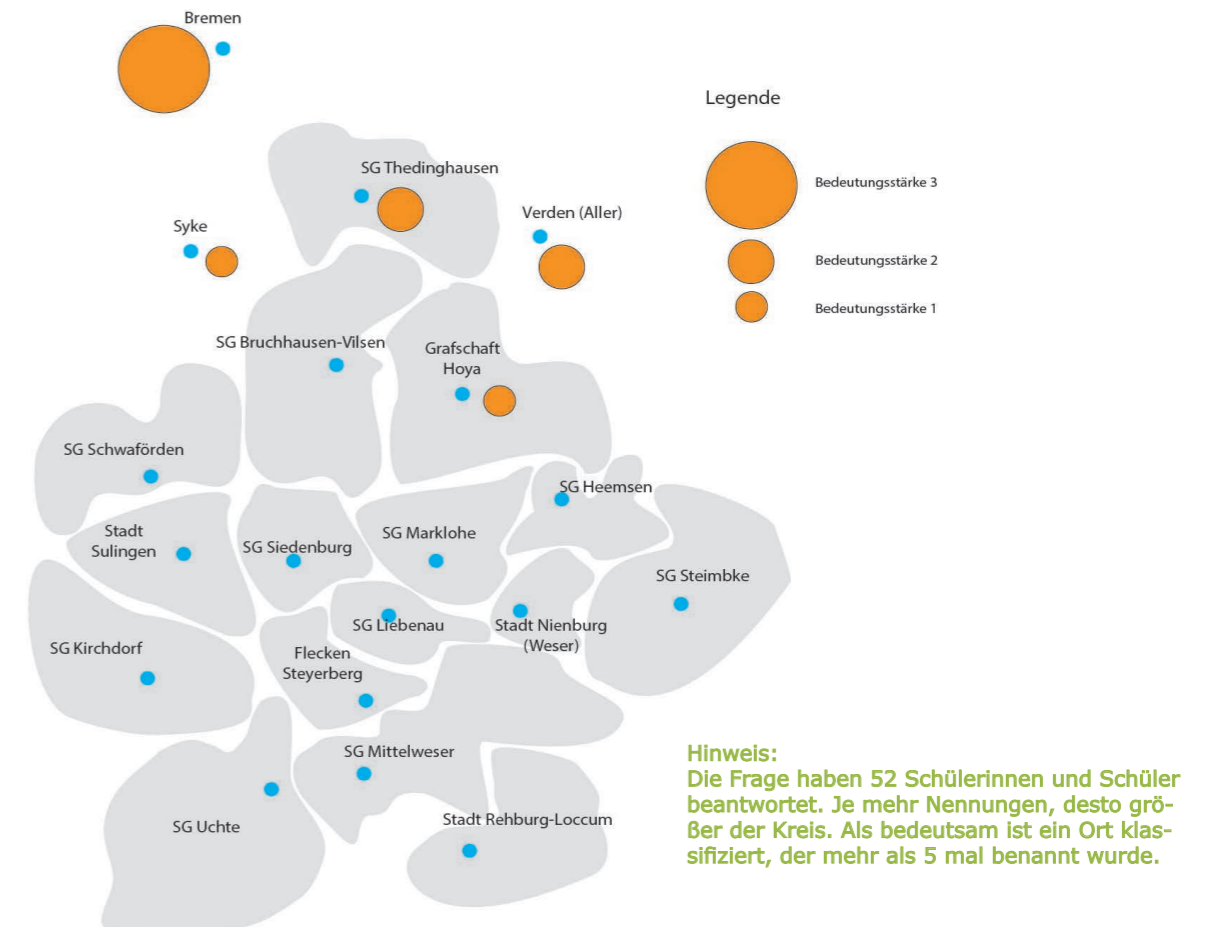 Bremen
Legende
SG Thedinghausen
Bedeutungsstärke 3
Verden (Aller)
Syke
Bedeutungsstärke 2
Bedeutungsstärke 1
SG Bruchhausen-Vilsen
Grafschaft
Hoya
SG Schwaförden
SG Heemsen
Stadt
Sulingen
SG Siedenburg
SG Marklohe
SG Steimbke
SG Liebenau
Stadt Nienburg
(Weser)
SG Kirchdorf
Flecken
Steyerberg
SG Mittelweser
SG Uchte
Stadt Rehburg-Loccum
Hinweis:
Die Frage haben 52 Schülerinnen und Schüler
beantwortet. Je mehr Nennungen, desto grö-
ßer der Kreis. Als bedeutsam ist ein Ort klas-
sifiziert, der mehr als 5 mal benannt wurde.